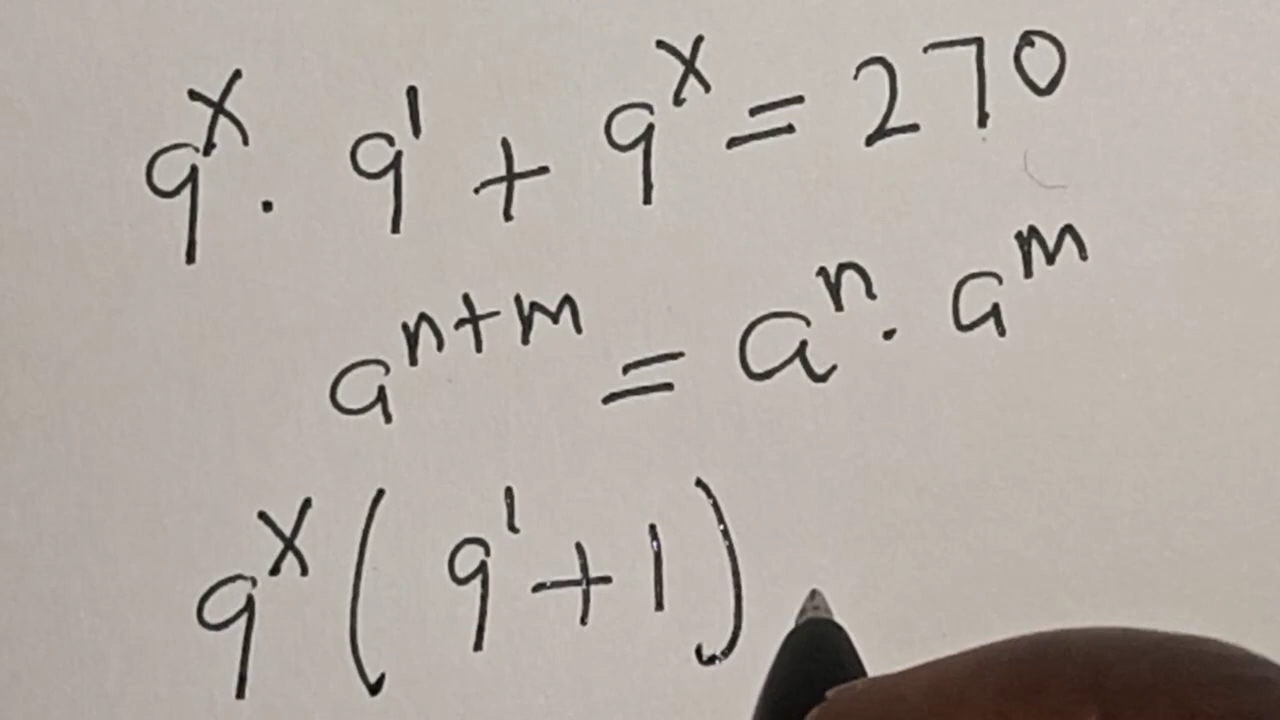 9^x · 9^1 + 9^x = 270
a^{n+m} = a^n · a^m
9^x (9^1 + 1)